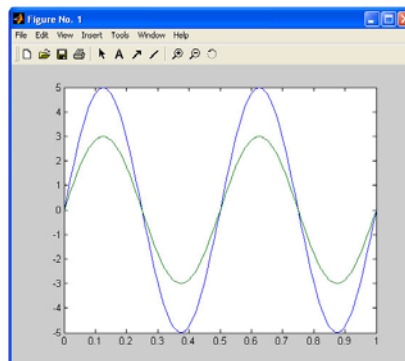 Figure No. 1
File Edit View Insert Tools Window Help
A
5
4
3
2
1
0
-1
-2
-3
-4
-5
0 0.1 0.2 0.3 0.4 0.5 0.6 0.7 0.8 0.9 1